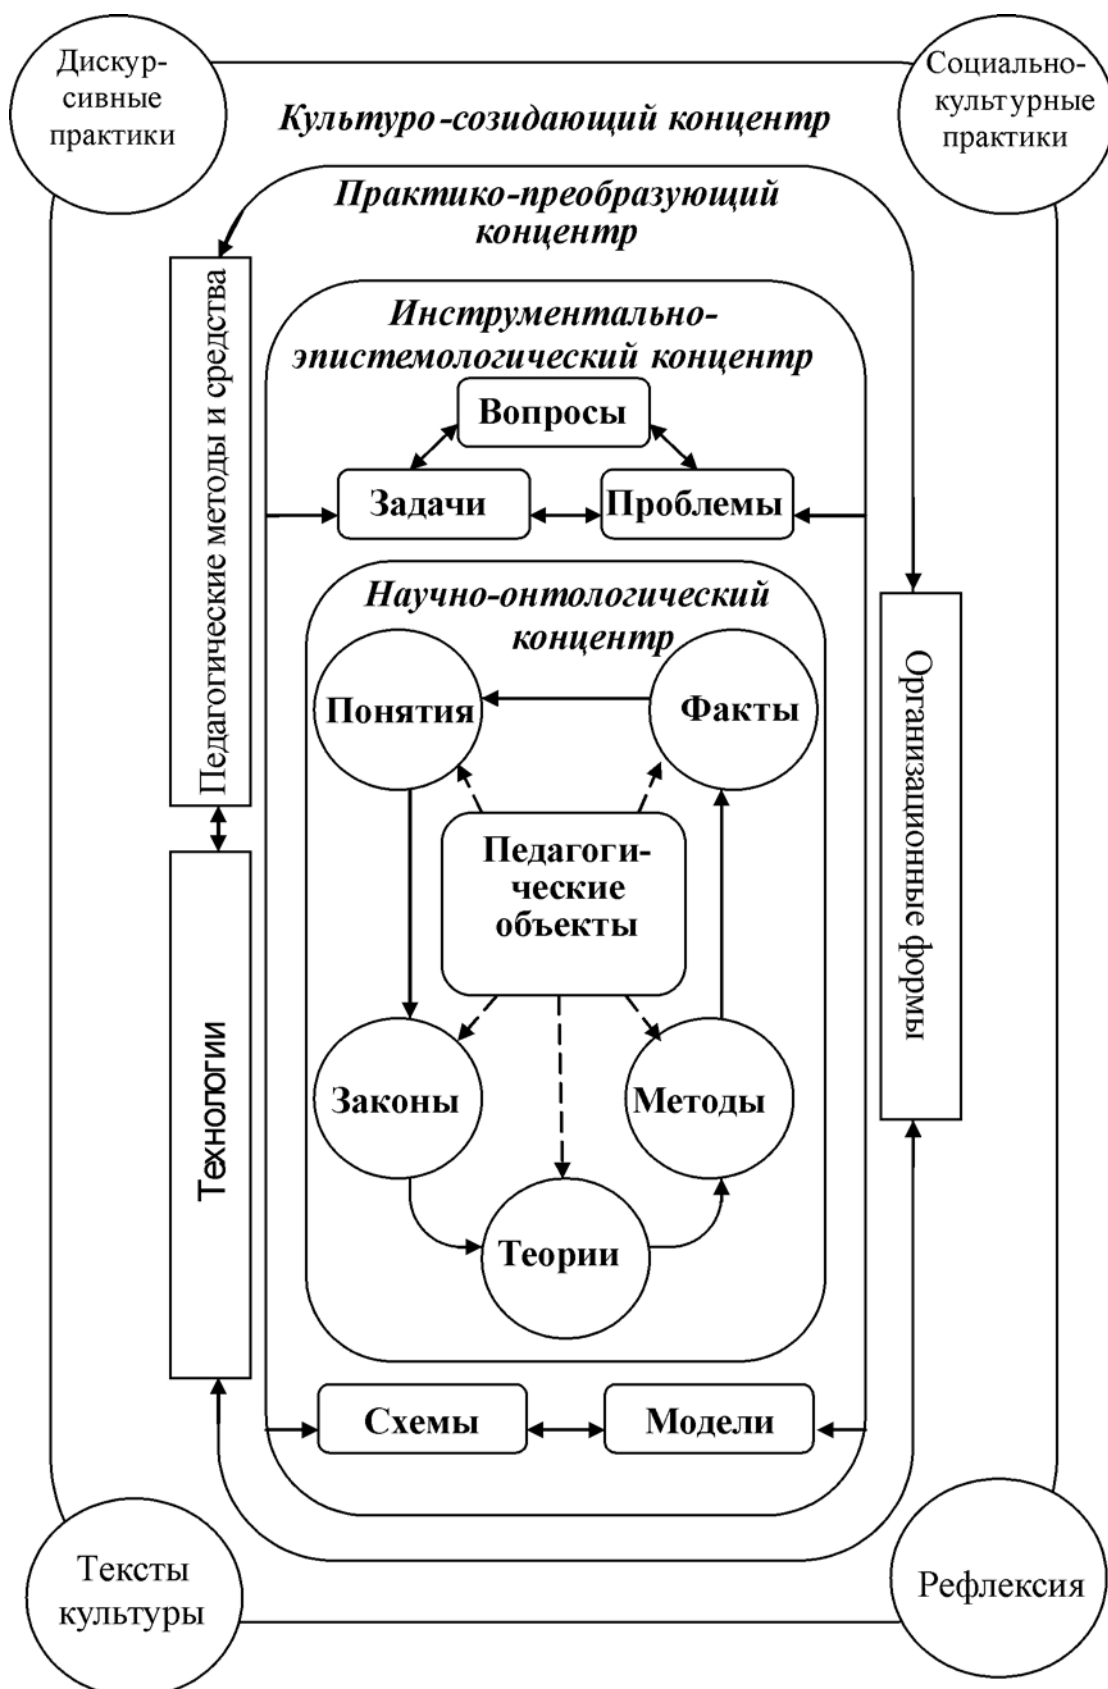 Дискур-
сивные
практики
Социально-
культурные
практики
Культуро-созидающий концентр
Практико-преобразующий
концентр
Педагогические методы и средства
Инструментально-
эпистемологический концентр
Вопросы
Задачи
Проблемы
Научно-онтологический
концентр
Понятия
Факты
Педагоги-
ческие
объекты
Организационные формы
Технологии
Законы
Методы
Теории
Схемы
Модели
Тексты
культуры
Рефлексия